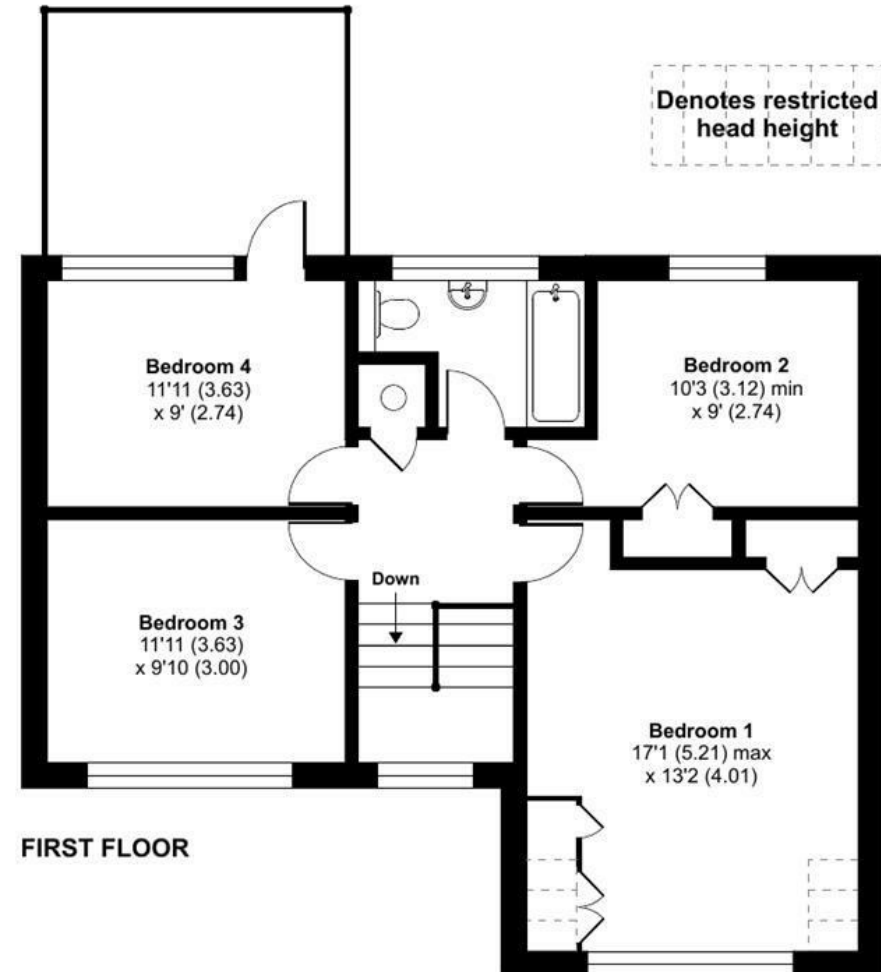 Denotes restricted
head height
Bedroom 4
11'11 (3.63)
x 9' (2.74)
Bedroom 2
10'3 (3.12) min
x 9' (2.74)
Down
Bedroom 3
11'11 (3.63)
x 9'10 (3.00)
Bedroom 1
17'1 (5.21) max
x 13'2 (4.01)
FIRST FLOOR